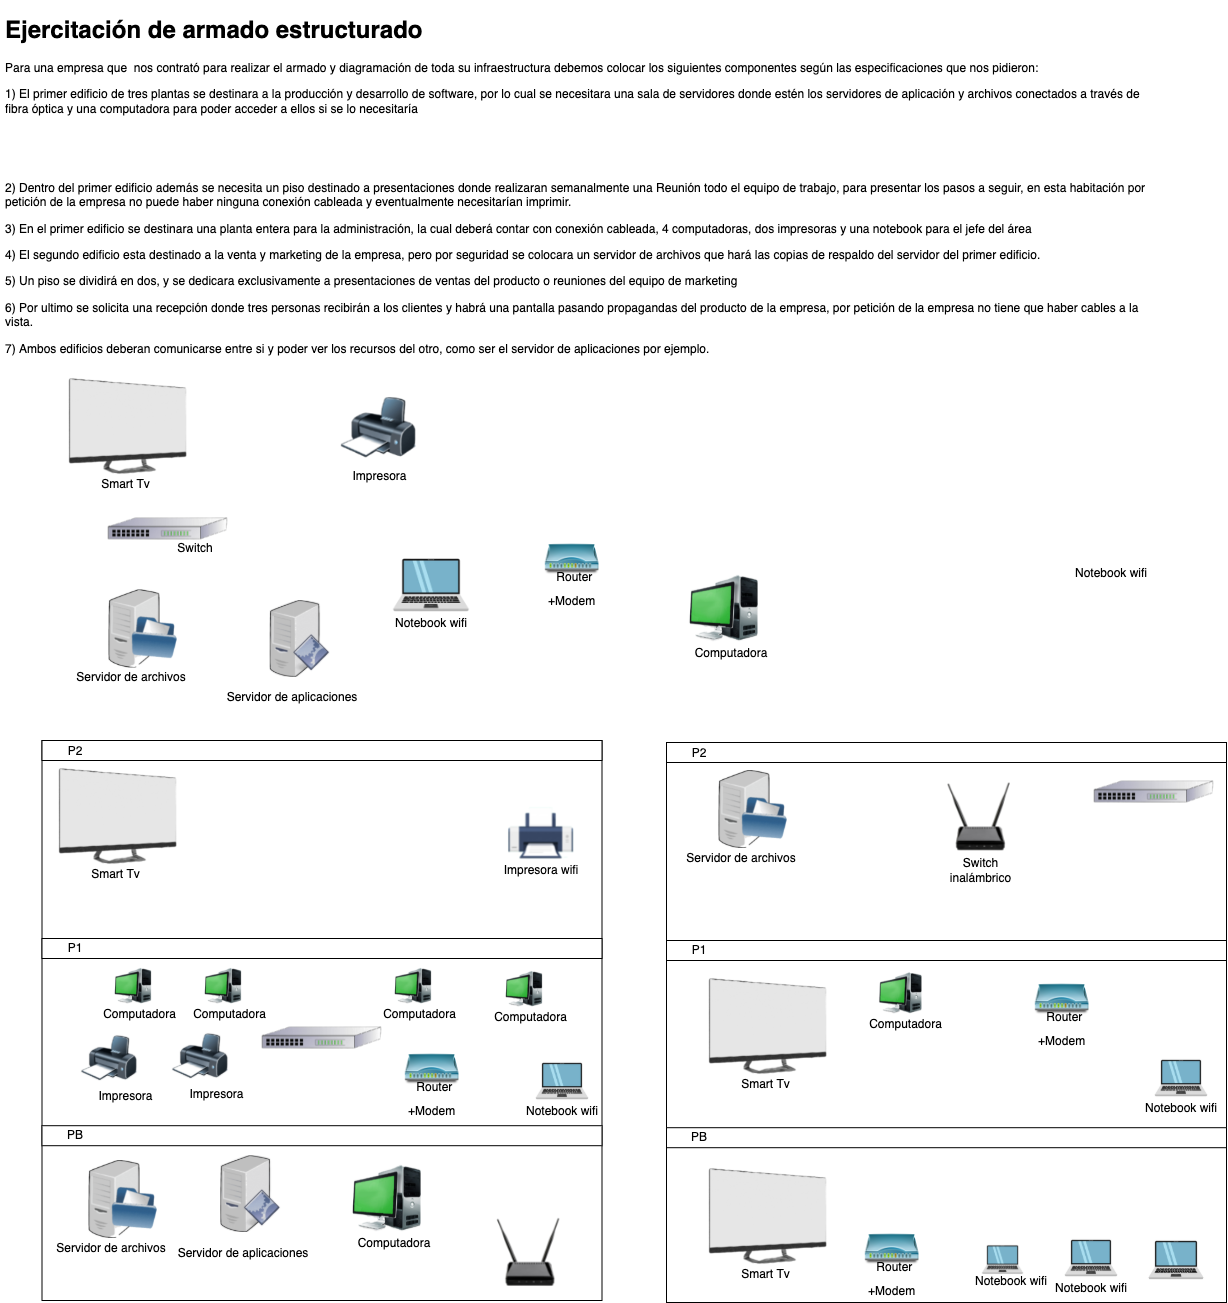 Ejercitación de armado estructurado
Para una empresa que  nos contrató para realizar el armado y diagramación de toda su infraestructura debemos colocar los siguientes componentes según las especificaciones que nos pidieron:
1) El primer edificio de tres plantas se destinara a la producción y desarrollo de software, por lo cual se necesitara una sala de servidores donde estén los servidores de aplicación y archivos conectados a través de
fibra óptica y una computadora para poder acceder a ellos si se lo necesitaría
2) Dentro del primer edificio además se necesita un piso destinado a presentaciones donde realizaran semanalmente una Reunión todo el equipo de trabajo, para presentar los pasos a seguir, en esta habitación por
petición de la empresa no puede haber ninguna conexión cableada y eventualmente necesitarían imprimir.
3) En el primer edificio se destinara una planta entera para la administración, la cual deberá contar con conexión cableada, 4 computadoras, dos impresoras y una notebook para el jefe del área
4) El segundo edificio esta destinado a la venta y marketing de la empresa, pero por seguridad se colocara un servidor de archivos que hará las copias de respaldo del servidor del primer edificio.
5) Un piso se dividirá en dos, y se dedicara exclusivamente a presentaciones de ventas del producto o reuniones del equipo de marketing
6) Por ultimo se solicita una recepción donde tres personas recibirán a los clientes y habrá una pantalla pasando propagandas del producto de la empresa, por petición de la empresa no tiene que haber cables a la
vista.
7) Ambos edificios deberan comunicarse entre si y poder ver los recursos del otro, como ser el servidor de aplicaciones por ejemplo.
Smart Tv
Impresora
Switch
Notebook wifi
Router
+Modem
Notebook wifi
Computadora
Servidor de archivos
Servidor de aplicaciones
P2
Smart Tv
Impresora wifi
P1
Computadora
Computadora
Computadora
Computadora
Impresora
Impresora
Router
+Modem
Notebook wifi
PB
Servidor de archivos
Servidor de aplicaciones
Computadora
P2
Servidor de archivos
Switch
inalámbrico
P1
Smart Tv
Computadora
Router
+Modem
Notebook wifi
PB
Smart Tv
Router
+Modem
Notebook wifi
Notebook wifi